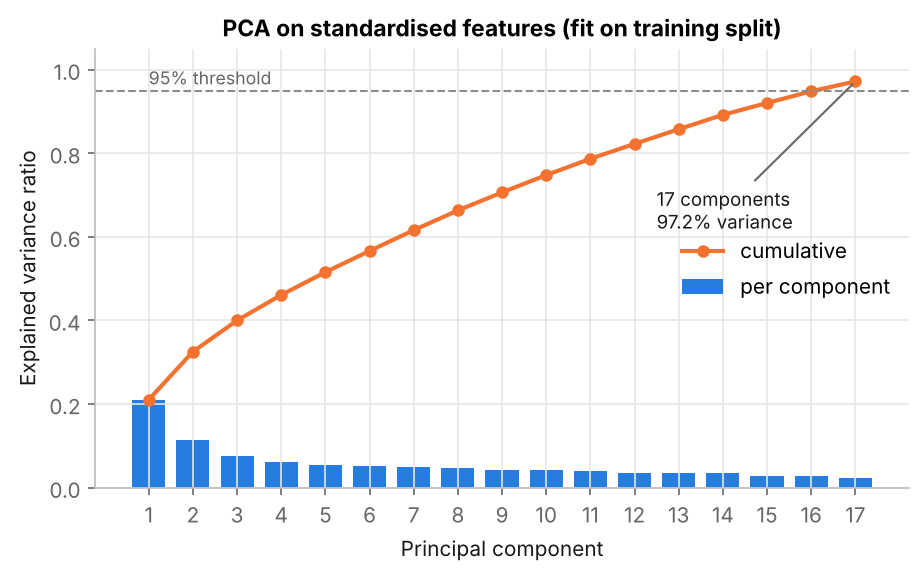 PCA on standardised features (fit on training split)
Explained variance ratio
1.0
0.8
0.6
0.4
0.2
0.0
95% threshold
17 components
97.2% variance
cumulative
per component
1 2 3 4 5 6 7 8 9 10 11 12 13 14 15 16 17
Principal component